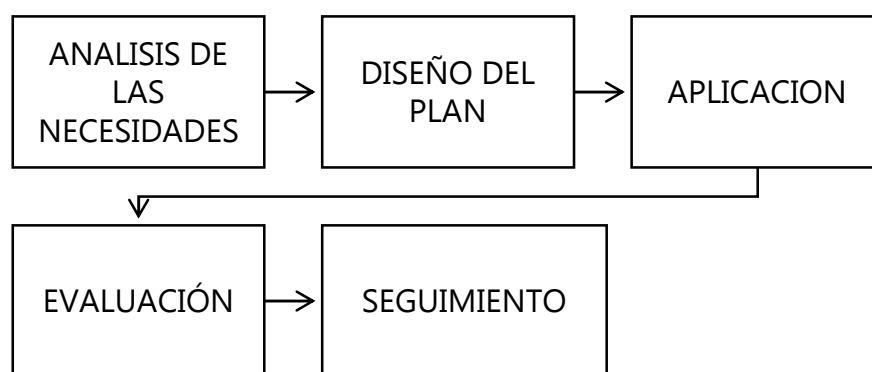 ANALISIS DE
LAS
NECESIDADES
DISEÑO DEL
PLAN
APLICACION
EVALUACIÓN
SEGUIMIENTO